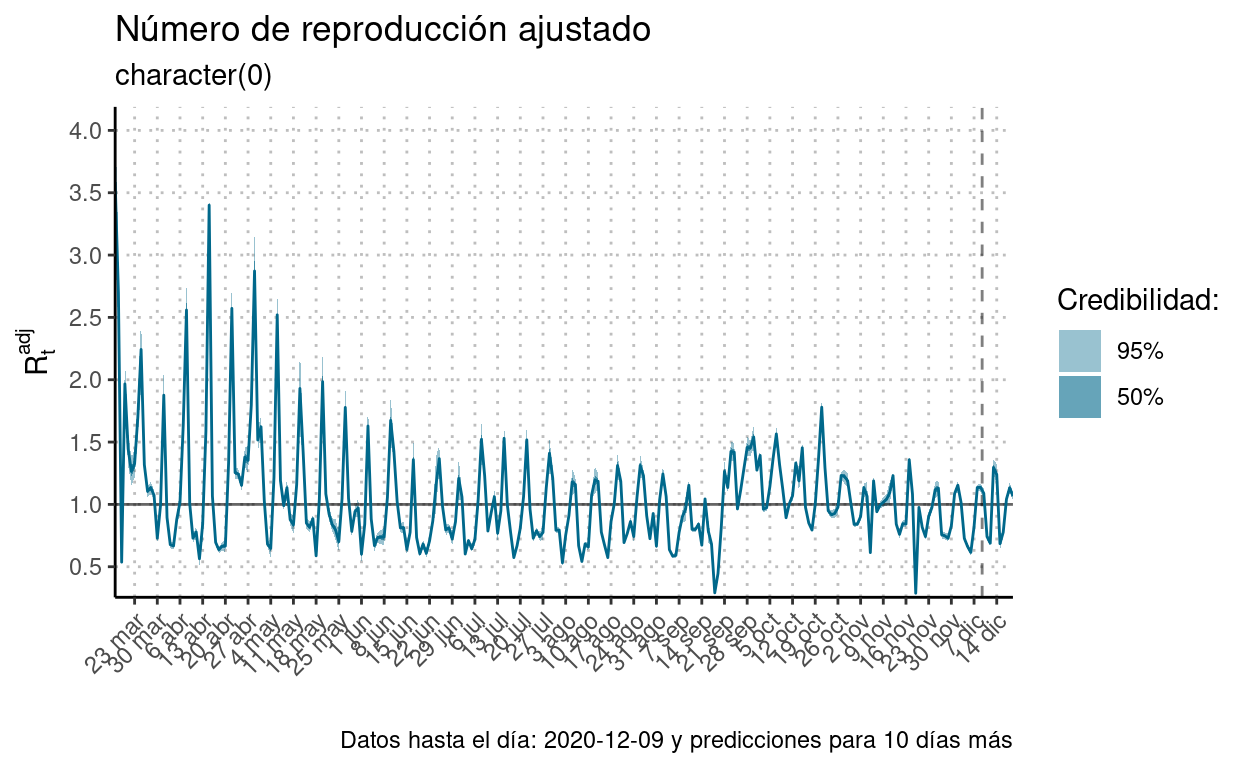 Número de reproducción ajustado
character(0)
4.0
3.5
3.0
2.5
2.0
1.5
1.0
0.5
R_t^adj
23 mar
30 mar
6 abr
13 abr
20 abr
27 abr
4 may
11 may
18 may
25 may
1 jun
8 jun
15 jun
22 jun
29 jun
6 jul
13 jul
20 jul
27 jul
3 ago
10 ago
17 ago
24 ago
31 ago
7 sep
14 sep
21 sep
28 sep
5 oct
12 oct
19 oct
26 oct
2 nov
9 nov
16 nov
23 nov
30 nov
7 dic
14 dic
Credibilidad:
95%
50%
Datos hasta el día: 2020-12-09 y predicciones para 10 días más